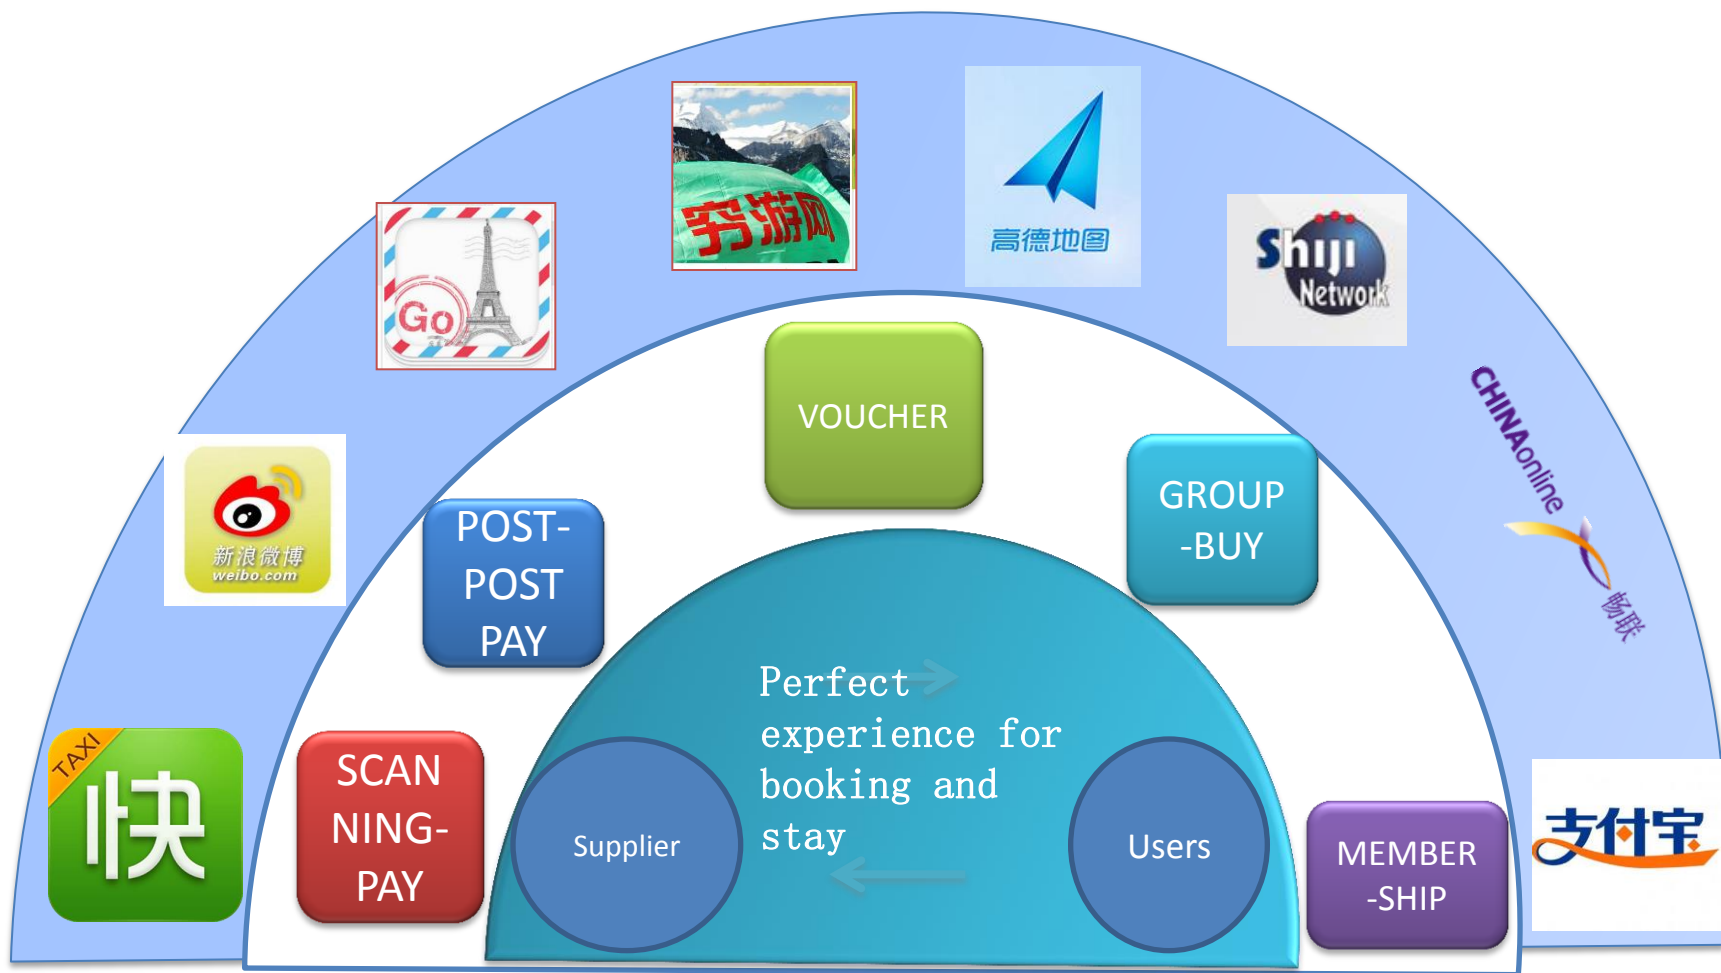 穷游网
高德地图
Shiji
Network
Go
CHINAonline
畅联
VOUCHER
GROUP
-BUY
新浪微博
weibo.com
POST-
POST
PAY
Perfect
experience for
booking and
stay
TAXI
快
SCAN
NING-
PAY
Supplier
Users
MEMBER
-SHIP
支付宝